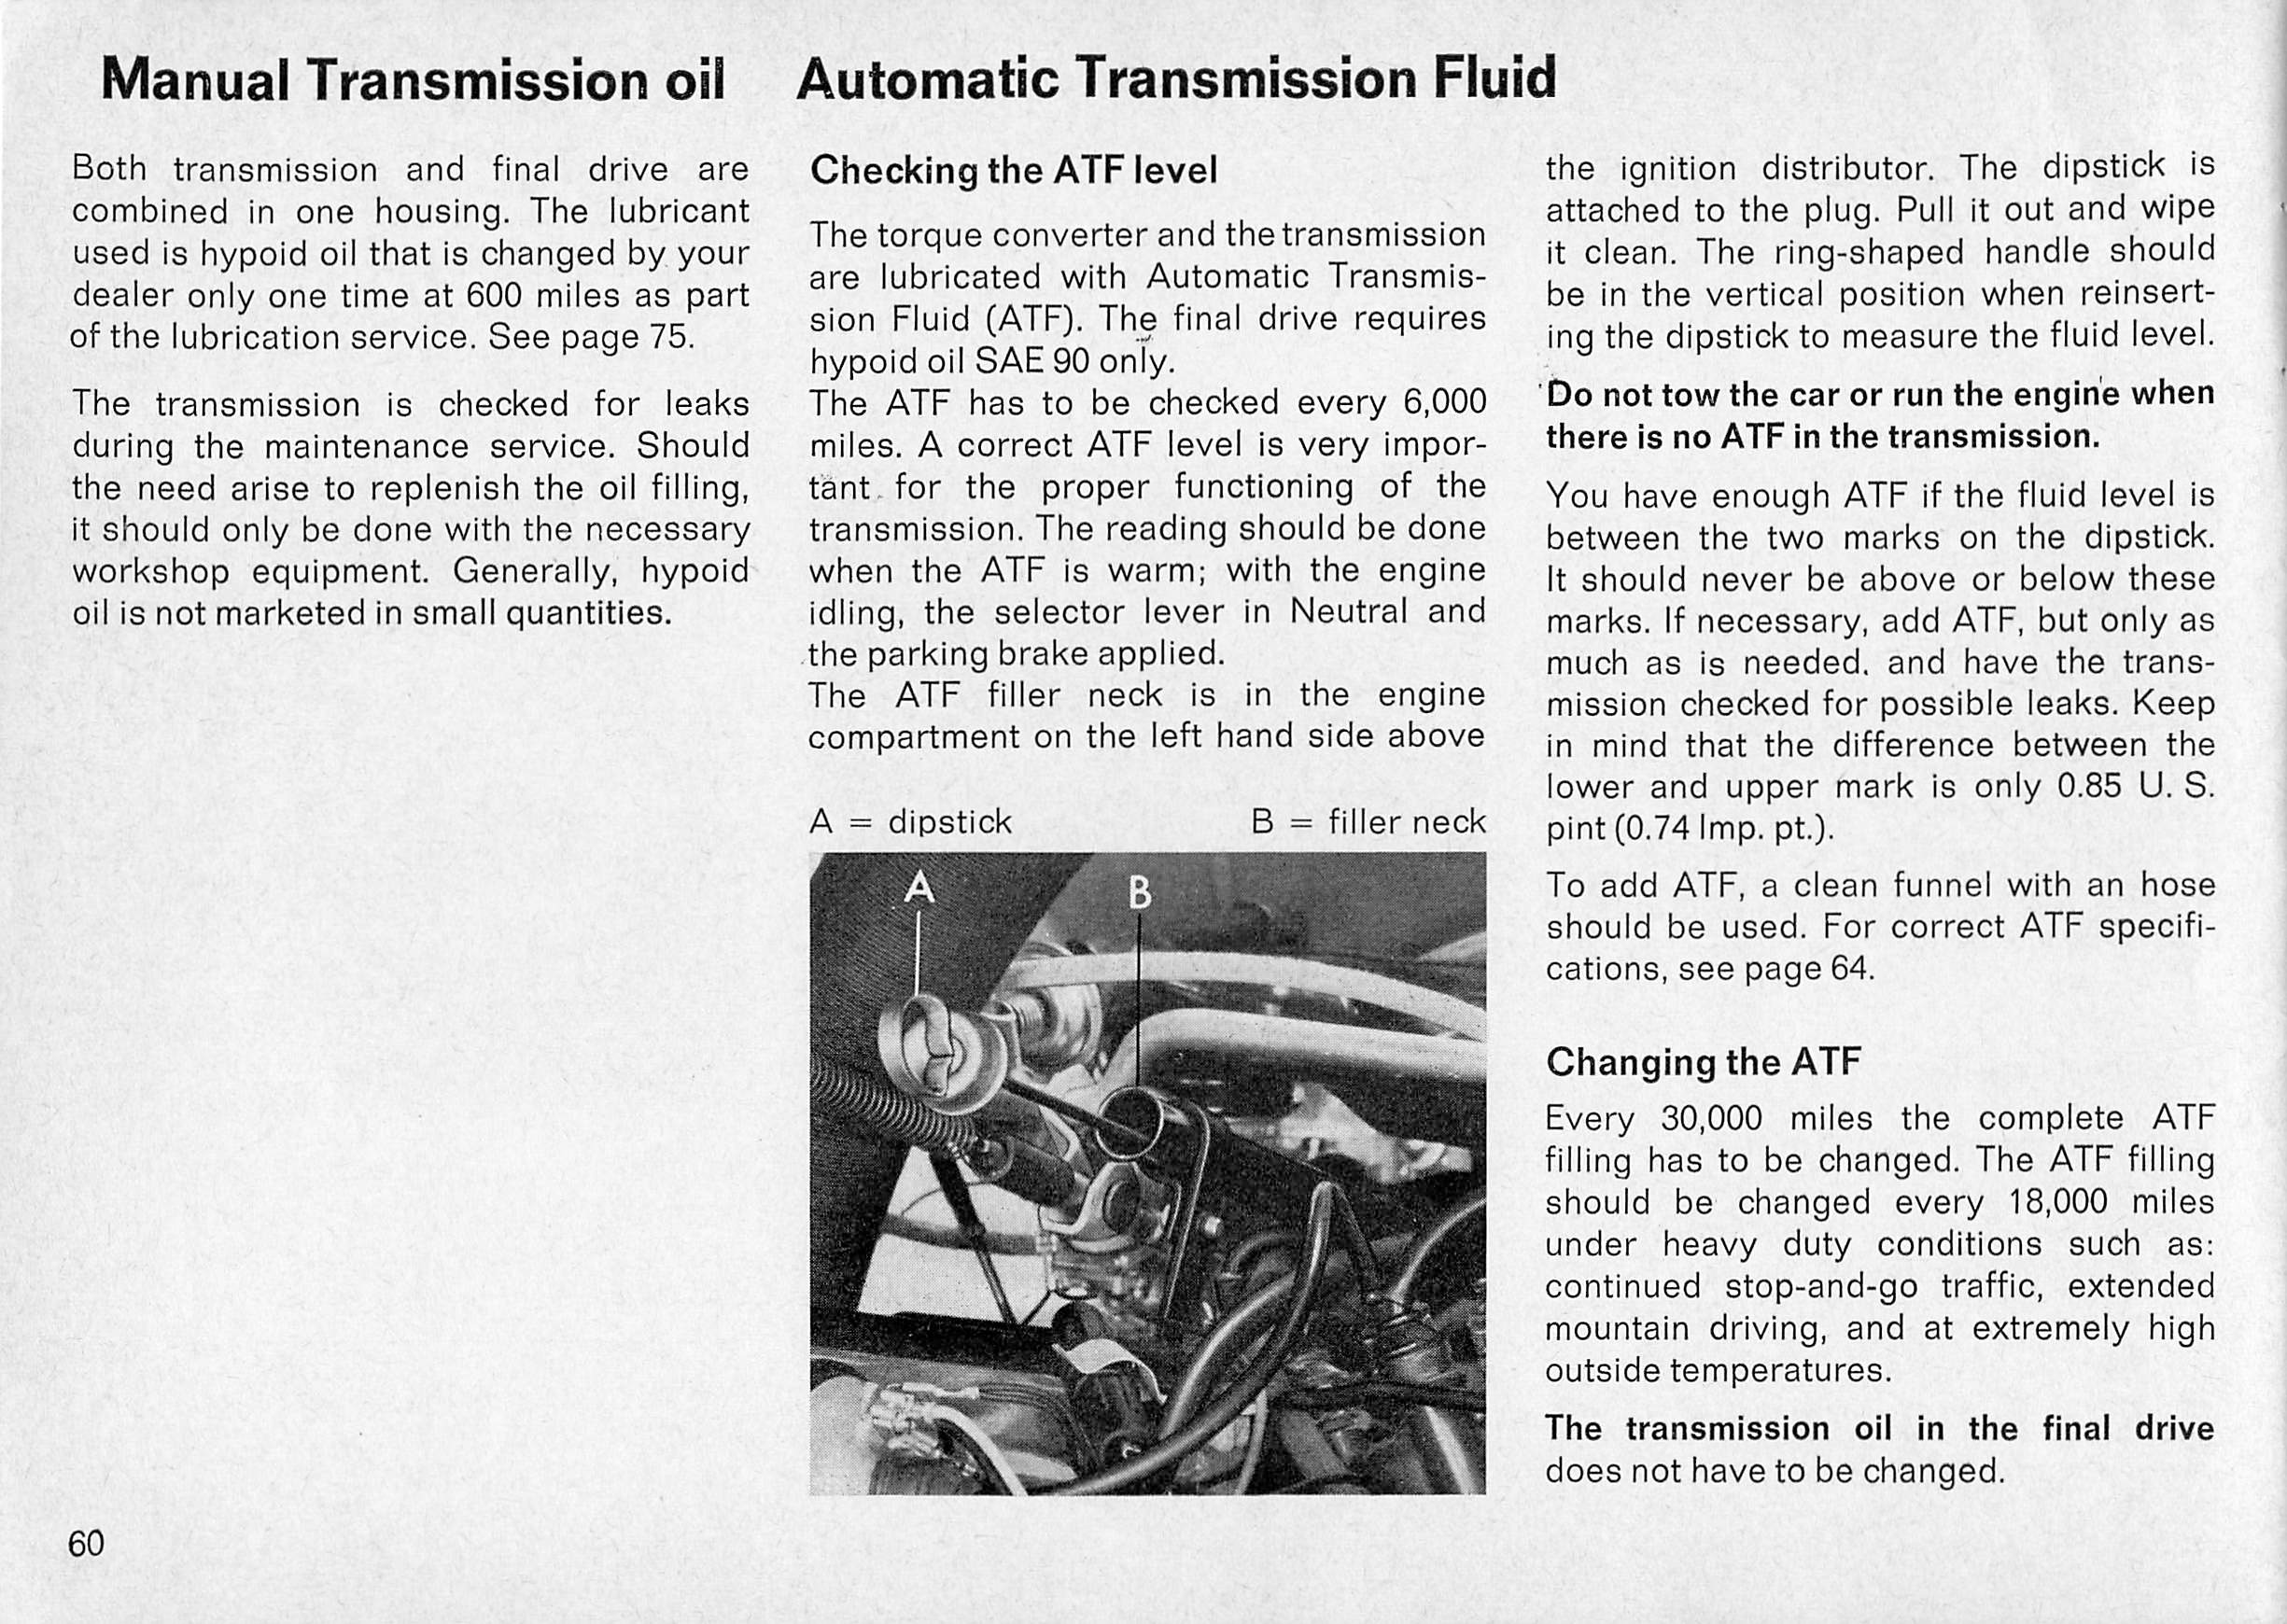 Manual Transmission oil
Both transmission and final drive are
combined in one housing. The lubricant
used is hypoid oil that is changed by your
dealer only one time at 600 miles as part
of the lubrication service. See page 75.
The transmission is checked for leaks
during the maintenance service. Should
the need arise to replenish the oil filling,
it should only be done with the necessary
workshop equipment. Generally, hypoid
oil is not marketed in small quantities.
Automatic Transmission Fluid
Checking the ATF level
The torque converter and the transmission
are lubricated with Automatic Transmis-
sion Fluid (ATF). The final drive requires
hypoid oil SAE 90 only.
The ATF has to be checked every 6,000
miles. A correct ATF level is very impor-
tant for the proper functioning of the
transmission. The reading should be done
when the ATF is warm; with the engine
idling, the selector lever in Neutral and
the parking brake applied.
The ATF filler neck is in the engine
compartment on the left hand side above
A = dipstick B = filler neck
A B
the ignition distributor. The dipstick is
attached to the plug. Pull it out and wipe
it clean. The ring-shaped handle should
be in the vertical position when reinsert-
ing the dipstick to measure the fluid level.
Do not tow the car or run the engine when
there is no ATF in the transmission.
You have enough ATF if the fluid level is
between the two marks on the dipstick.
It should never be above or below these
marks. If necessary, add ATF, but only as
much as is needed. and have the trans-
mission checked for possible leaks. Keep
in mind that the difference between the
lower and upper mark is only 0.85 U. S.
pint (0.74 Imp. pt.).
To add ATF, a clean funnel with an hose
should be used. For correct ATF specifi-
cations, see page 64.
Changing the ATF
Every 30,000 miles the complete ATF
filling has to be changed. The ATF filling
should be changed every 18,000 miles
under heavy duty conditions such as:
continued stop-and-go traffic, extended
mountain driving, and at extremely high
outside temperatures.
The transmission oil in the final drive
does not have to be changed.
60